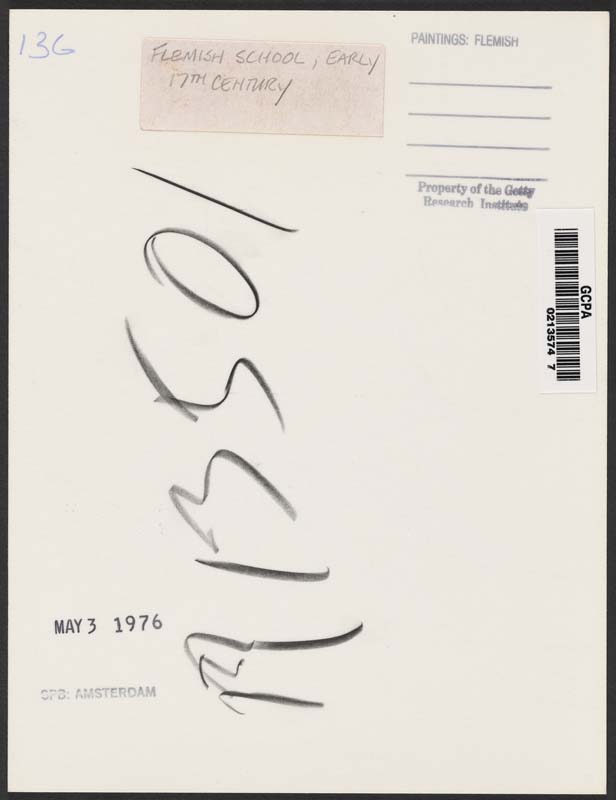 136
FLEMISH SCHOOL, EARLY
17TH CENTURY
PAINTINGS: FLEMISH
Property of the Getty
Research Institute
GCPA
0213574 7
MAY 3 1976
SPB: AMSTERDAM